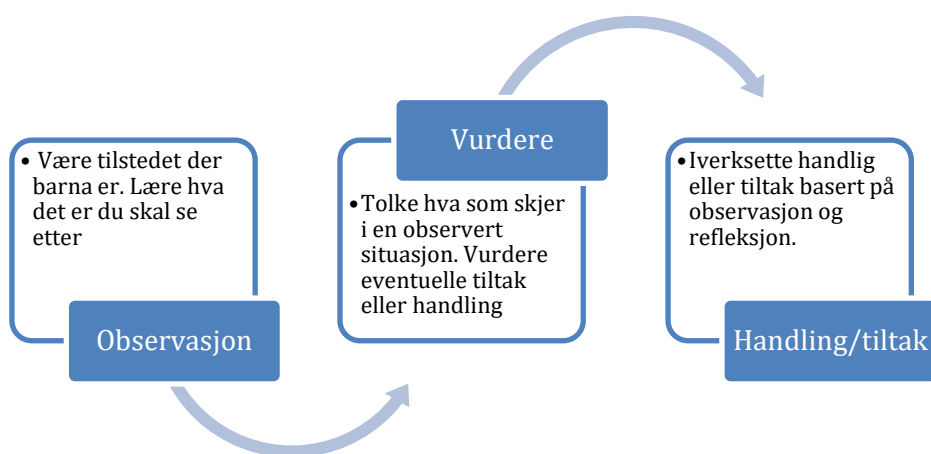 • Være tilstedet der
barna er. Lære hva
det er du skal se
etter
Observasjon
Vurdere
•Tolke hva som skjer
i en observert
situasjon. Vurdere
eventuelle tiltak
eller handling
•Iverksette handlig
eller tiltak basert på
observasjon og
refleksjon.
Handling/tiltak